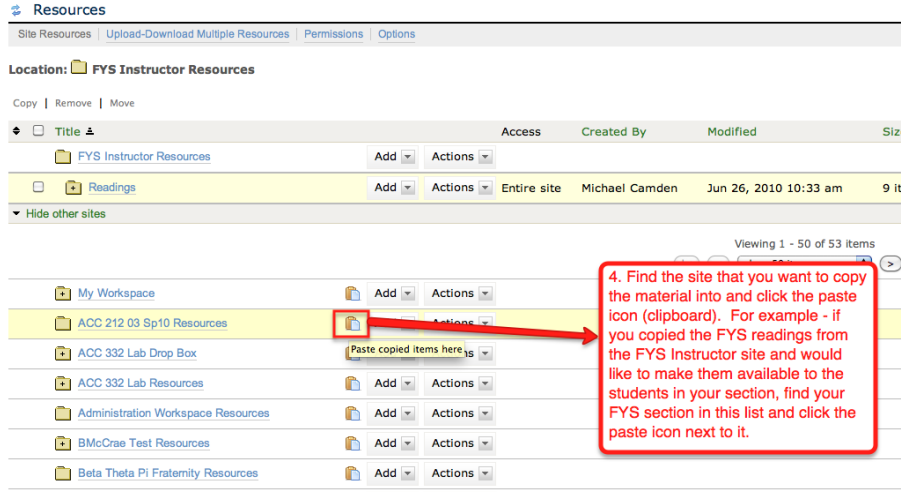 Resources
Site Resources | Upload-Download Multiple Resources | Permissions | Options
Location: FYS Instructor Resources
Copy | Remove | Move
Title Access Created By Modified Siz
FYS Instructor Resources Add Actions
Readings Add Actions Entire site Michael Camden Jun 26, 2010 10:33 am 9 it
Hide other sites
Viewing 1 - 50 of 53 items
>
My Workspace Add Actions
ACC 212 03 Sp10 Resources Add Actions
Paste copied items here
ACC 332 Lab Drop Box
ACC 332 Lab Resources Add Actions
Administration Workspace Resources Add Actions
BMcCrae Test Resources Add Actions
Beta Theta Pi Fraternity Resources Add Actions
4. Find the site that you want to copy
the material into and click the paste
icon (clipboard). For example - if
you copied the FYS readings from
the FYS Instructor site and would
like to make them available to the
students in your section, find your
FYS section in this list and click the
paste icon next to it.